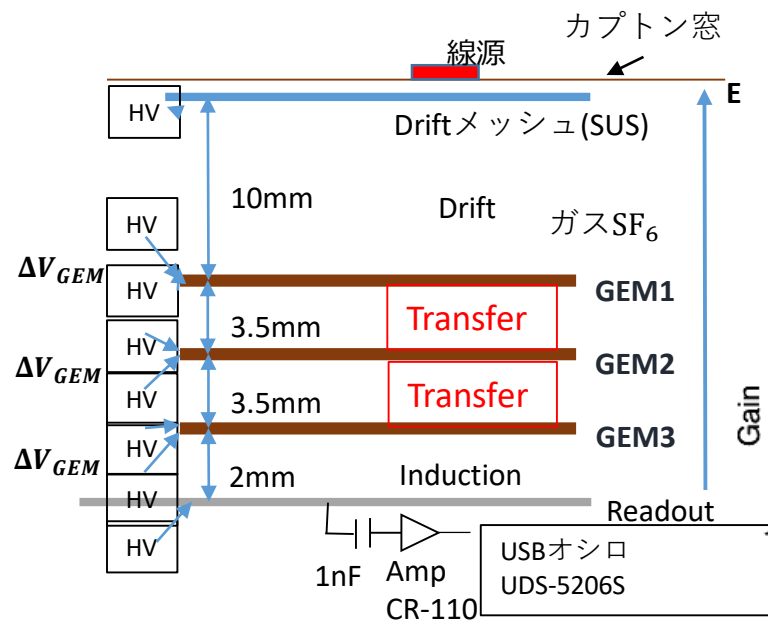 カプトン窓
線源
E
HV
Driftメッシュ(SUS)
10mm
Drift
HV
ガスSF₆
ΔV_GEM
HV
GEM1
3.5mm
Transfer
HV
GEM2
ΔV_GEM
HV
3.5mm
Transfer
Gain
HV
GEM3
ΔV_GEM
2mm
Induction
HV
Readout
HV
1nF
Amp
CR-110
USBオシロ
UDS-5206S